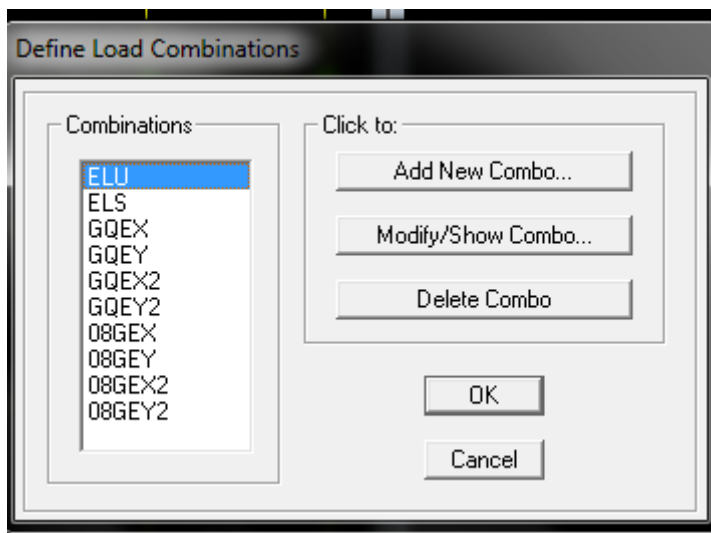 Define Load Combinations
Combinations
ELU
ELS
GQEX
GQEY
GQEX2
GQEY2
08GEX
08GEY
08GEX2
08GEY2
Click to:
Add New Combo...
Modify/Show Combo...
Delete Combo
OK
Cancel